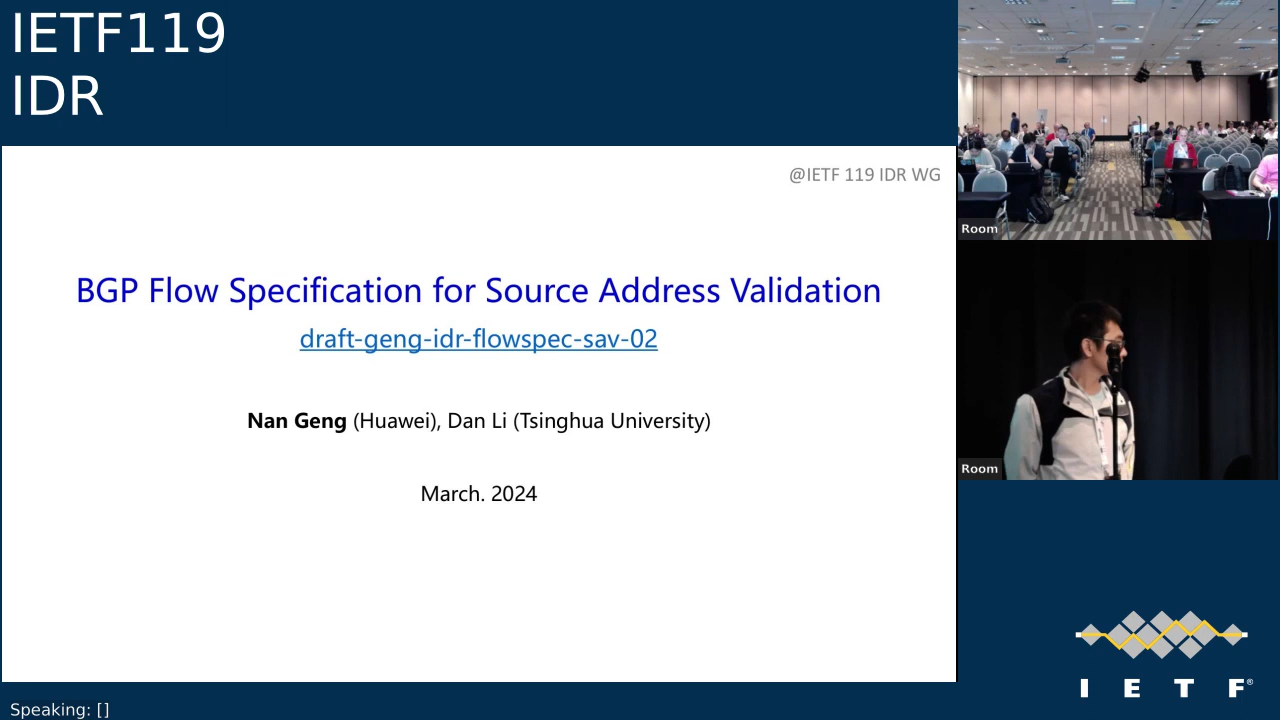 IETF119
IDR
@IETF 119 IDR WG
BGP Flow Specification for Source Address Validation
draft-geng-idr-flowspec-sav-02
Nan Geng (Huawei), Dan Li (Tsinghua University)
March. 2024
Room
Room
I E T F®
Speaking: []